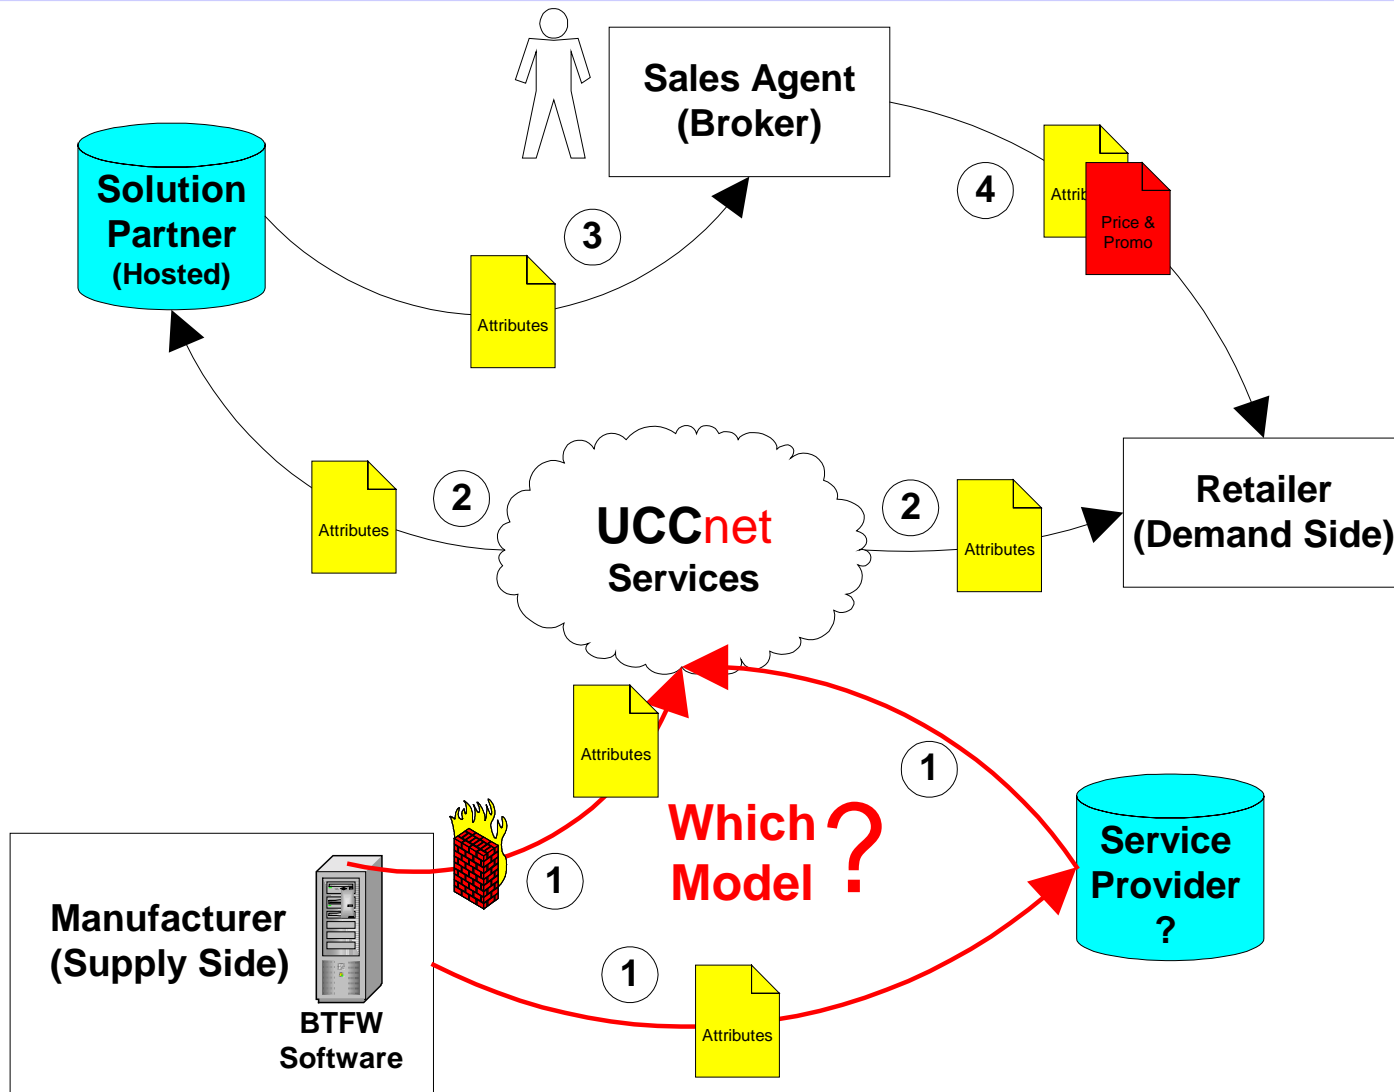 Sales Agent
(Broker)
Solution
Partner
(Hosted)
3
4
Attrib
Price &
Promo
Attributes
Attributes
2
UCCnet
Services
2
Attributes
Retailer
(Demand Side)
Attributes
1
Which
Model ?
1
Service
Provider
?
Manufacturer
(Supply Side)
BTFW
Software
1
Attributes